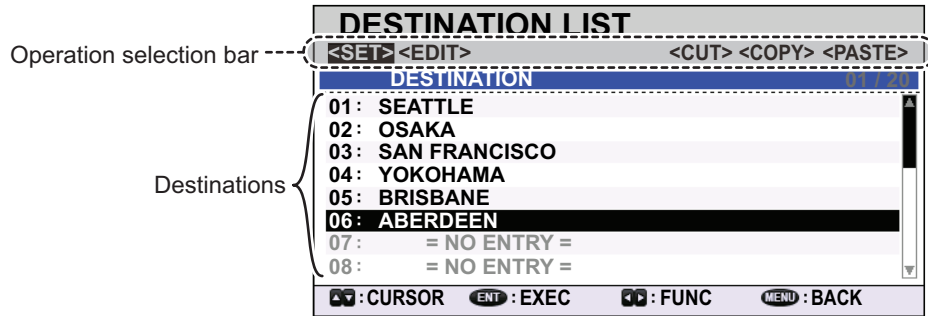 DESTINATION LIST
Operation selection bar
<SET> <EDIT> <CUT> <COPY> <PASTE>
DESTINATION 01 / 20
Destinations
01: SEATTLE
02: OSAKA
03: SAN FRANCISCO
04: YOKOHAMA
05: BRISBANE
06: ABERDEEN
07: = NO ENTRY =
08: = NO ENTRY =
▲▼ : CURSOR ENT : EXEC ◀▶ : FUNC MENU : BACK